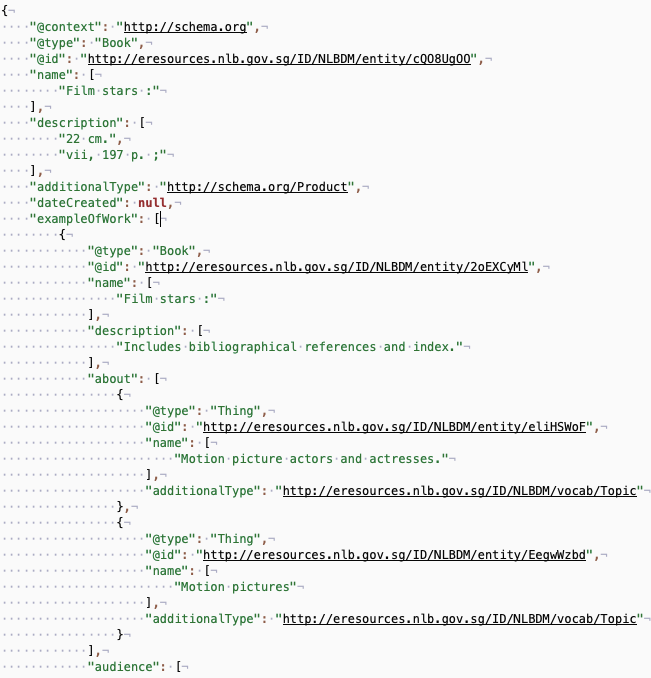 {
    "@context": "http://schema.org",
    "@type": "Book",
    "@id": "http://eresources.nlb.gov.sg/ID/NLBDM/entity/cQO8UgOO",
    "name": [
        "Film stars :"
    ],
    "description": [
        "22 cm.",
        "vii, 197 p. ;"
    ],
    "additionalType": "http://schema.org/Product",
    "dateCreated": null,
    "exampleOfWork": [
        {
            "@type": "Book",
            "@id": "http://eresources.nlb.gov.sg/ID/NLBDM/entity/2oEXCyMl",
            "name": [
                "Film stars :"
            ],
            "description": [
                "Includes bibliographical references and index."
            ],
            "about": [
                {
                    "@type": "Thing",
                    "@id": "http://eresources.nlb.gov.sg/ID/NLBDM/entity/eliHSWoF",
                    "name": [
                        "Motion picture actors and actresses."
                    ],
                    "additionalType": "http://eresources.nlb.gov.sg/ID/NLBDM/vocab/Topic"
                },
                {
                    "@type": "Thing",
                    "@id": "http://eresources.nlb.gov.sg/ID/NLBDM/entity/EegwWzbd",
                    "name": [
                        "Motion pictures"
                    ],
                    "additionalType": "http://eresources.nlb.gov.sg/ID/NLBDM/vocab/Topic"
                }
            ],
            "audience": [